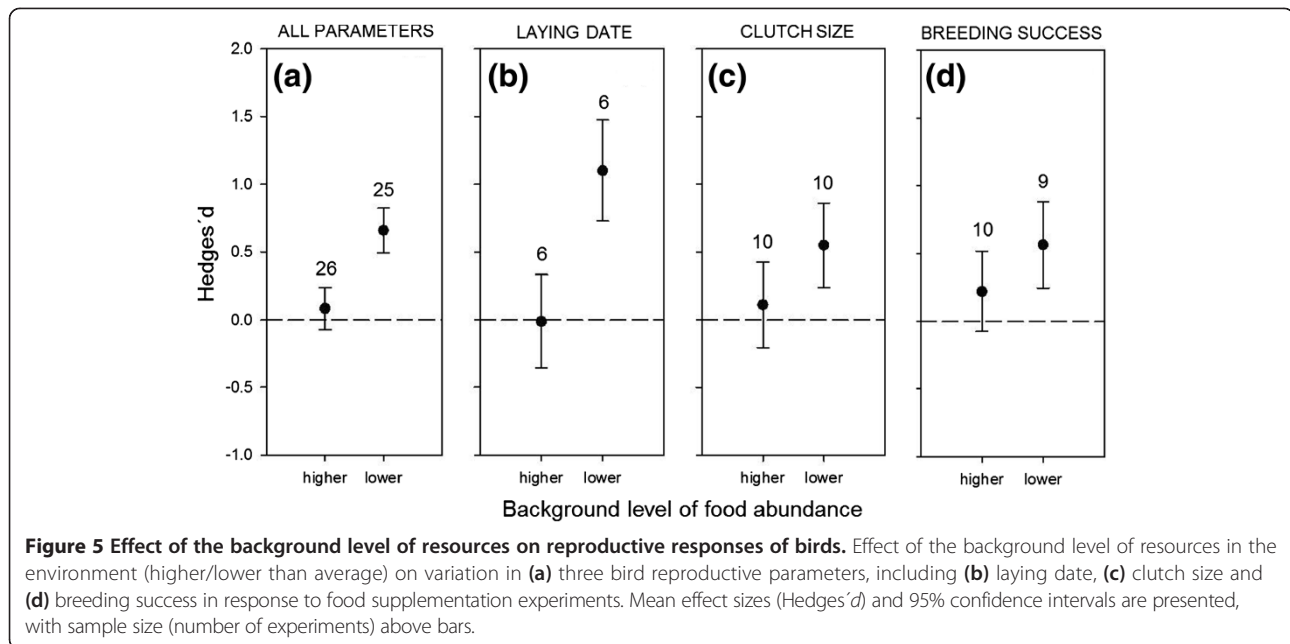 ALL PARAMETERS LAYING DATE CLUTCH SIZE BREEDING SUCCESS
(a) (b) (c) (d)
2.0
1.5
1.0
0.5
0.0
-0.5
-1.0
Hedges´d
26 25
6 6
10 10
10 9
higher lower higher lower higher lower higher lower
Background level of food abundance
Figure 5 Effect of the background level of resources on reproductive responses of birds. Effect of the background level of resources in the
environment (higher/lower than average) on variation in (a) three bird reproductive parameters, including (b) laying date, (c) clutch size and
(d) breeding success in response to food supplementation experiments. Mean effect sizes (Hedges´d) and 95% confidence intervals are presented,
with sample size (number of experiments) above bars.